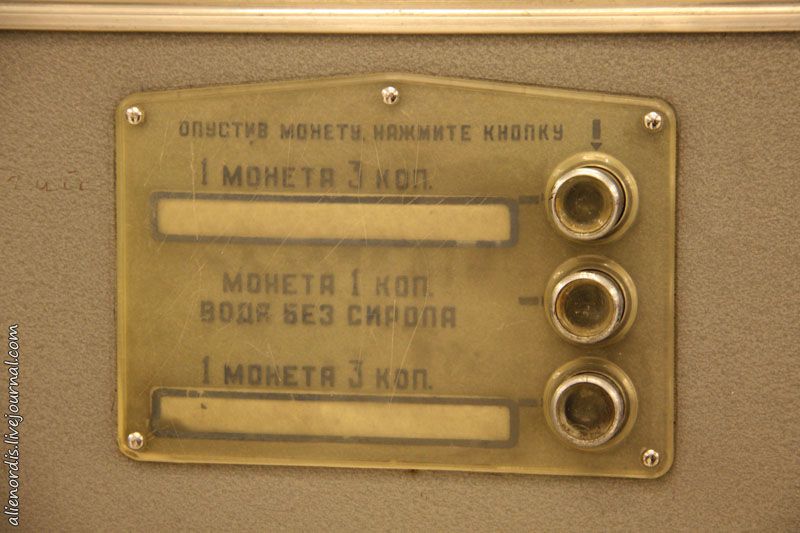 ОПУСТИВ МОНЕТУ, НАЖМИТЕ КНОПКУ
1 МОНЕТА 3 КОП.
МОНЕТА 1 КОП.
ВОДА БЕЗ СИРОПА
1 МОНЕТА 3 КОП.
alienordis.livejournal.com